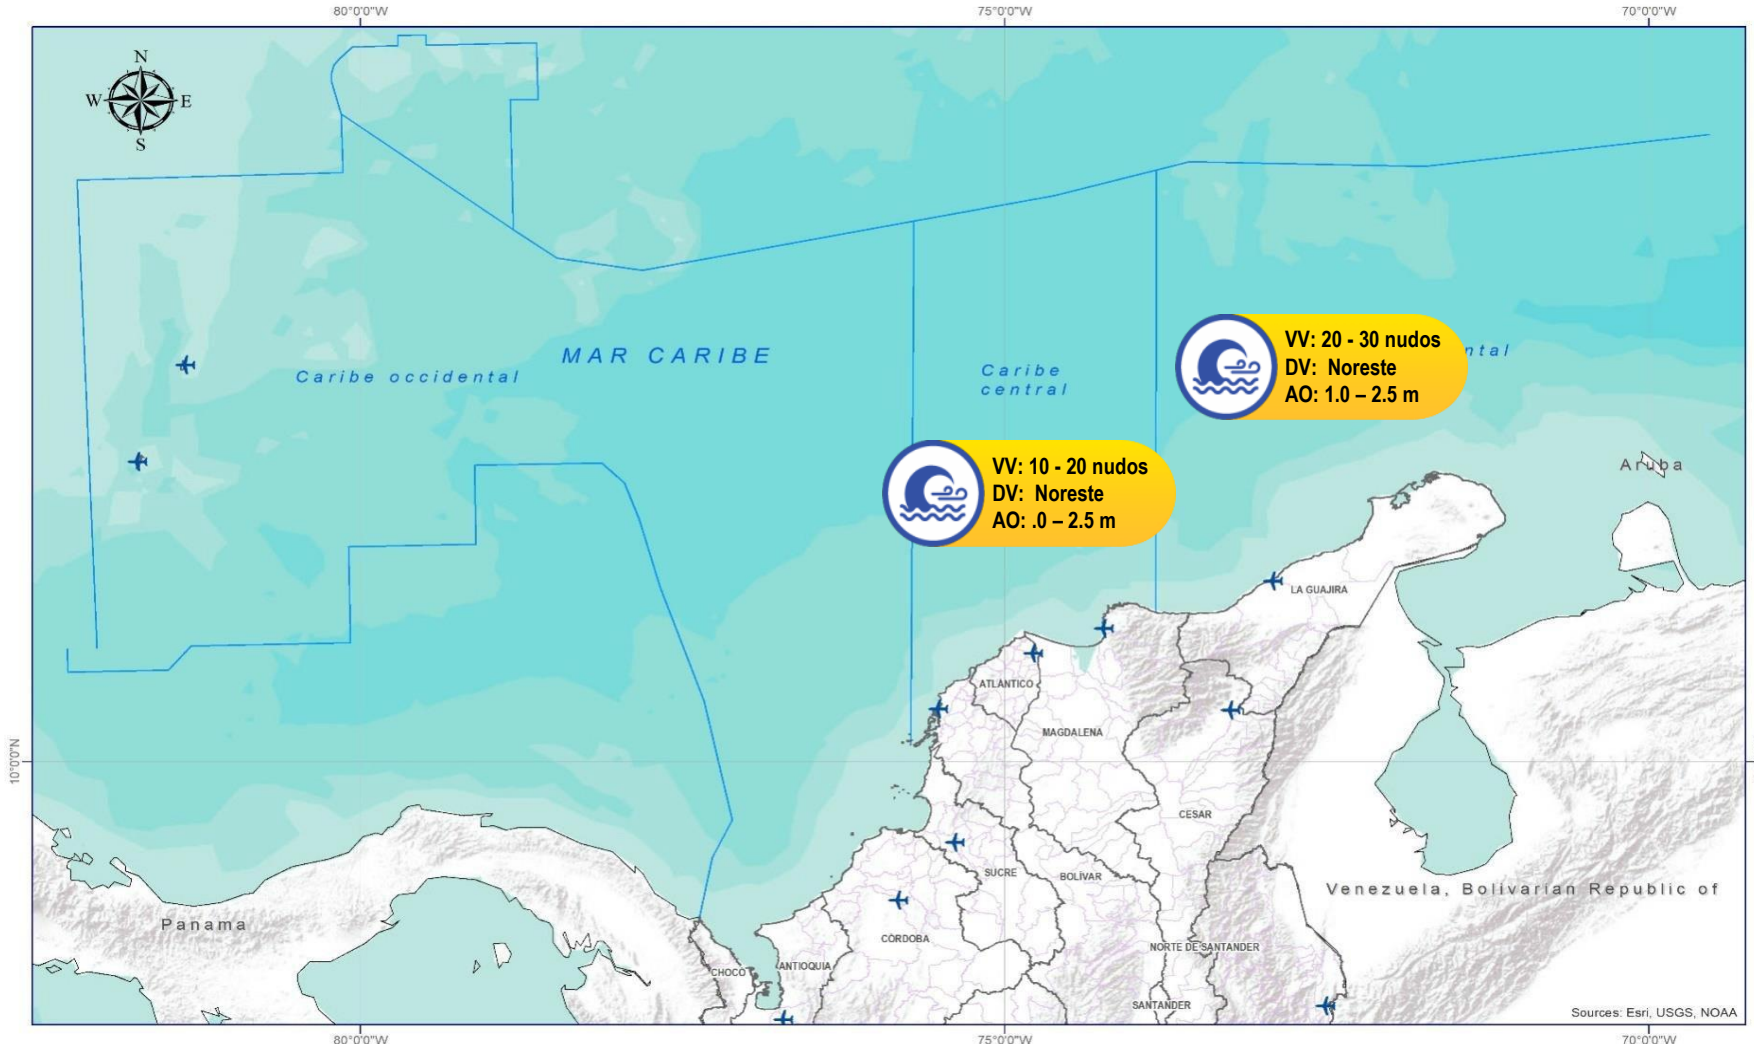 80°0'0"W
75°0'0"W
70°0'0"W
N
W
E
S
VV: 20 - 30 nudos
DV: Noreste
AO: 1.0 – 2.5 m
ntal
MAR CARIBE
Caribe occidental
Caribe
central
VV: 10 - 20 nudos
DV: Noreste
AO: .0 – 2.5 m
Aruba
LA GUAJIRA
ATLÁNTICO
MAGDALENA
10°0'0"N
CESAR
SUCRE
BOLÍVAR
Venezuela, Bolivarian Republic of
Panama
CÓRDOBA
NORTE DE SANTANDER
CHOCO
ANTIOQUIA
SANTANDER
Sources: Esri, USGS, NOAA
80°0'0"W
75°0'0"W
70°0'0"W